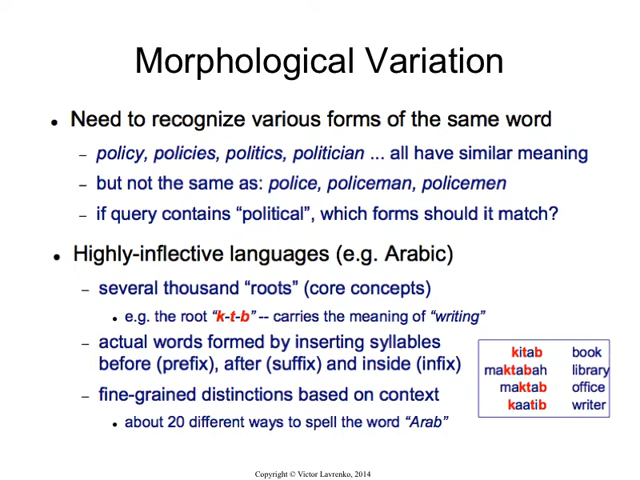 Morphological Variation
• Need to recognize various forms of the same word
– policy, policies, politics, politician ... all have similar meaning
– but not the same as: police, policeman, policemen
– if query contains “political”, which forms should it match?
• Highly-inflective languages (e.g. Arabic)
– several thousand “roots” (core concepts)
• e.g. the root “k-t-b” -- carries the meaning of “writing”
– actual words formed by inserting syllables
before (prefix), after (suffix) and inside (infix)
– fine-grained distinctions based on context
• about 20 different ways to spell the word “Arab”
kitab book
maktabah library
maktab office
kaatib writer
Copyright © Victor Lavrenko, 2014